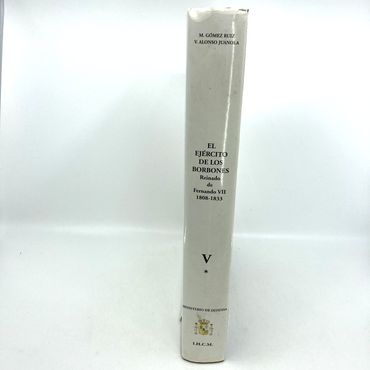 M. GÓMEZ RUIZ
V. ALONSO JUANOLA
EL
EJÉRCITO
DE LOS
BORBONES
Reinado
de
Fernando VII
1808-1833
V
*
MINISTERIO DE DEFENSA
I.H.C.M.